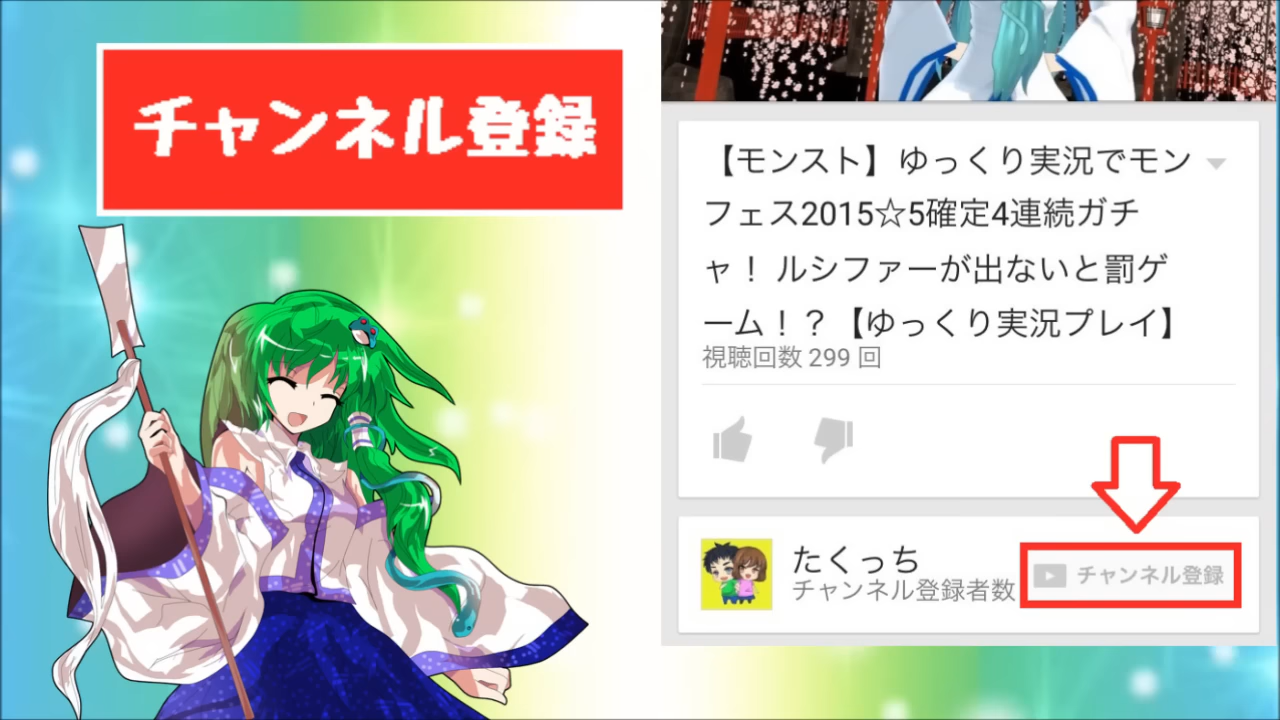 チャンネル登録
【モンスト】ゆっくり実況でモン
フェス2015☆5確定4連続ガチ
ャ！ ルシファーが出ないと罰ゲ
ーム！？【ゆっくり実況プレイ】
視聴回数 299 回
たくっち
チャンネル登録者数
チャンネル登録